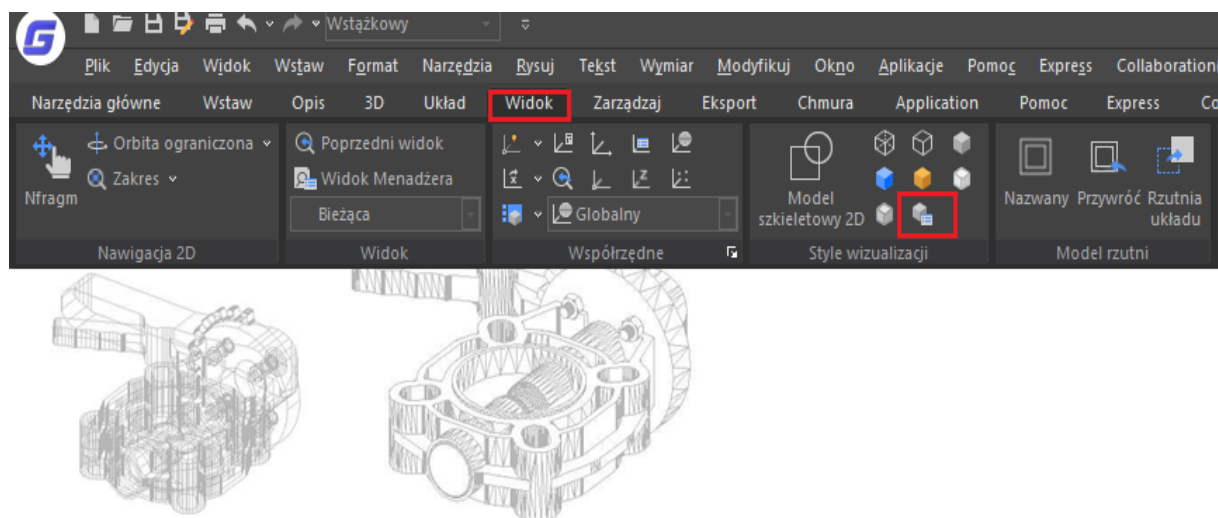 Wstążkowy
Plik Edycja Widok Wstaw Format Narzędzia Rysuj Tekst Wymiar Modyfikuj Okno Aplikacje Pomoc Express Collaboration
Narzędzia główne Wstaw Opis 3D Układ Widok Zarządzaj Eksport Chmura Application Pomoc Express Co
Orbita ograniczona Poprzedni widok
Nfragm Zakres Widok Menadżera Model szkieletowy 2D Nazwany Przywróć Rzutnia układu
Bieżąca Globalny
Nawigacja 2D Widok Współrzędne Style wizualizacji Model rzutni